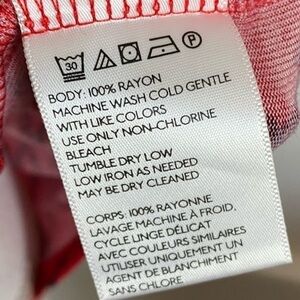 30
P
BODY: 100% RAYON
MACHINE WASH COLD GENTLE
WITH LIKE COLORS
USE ONLY NON-CHLORINE
BLEACH
TUMBLE DRY LOW
LOW IRON AS NEEDED
MAY BE DRY CLEANED
CORPS: 100% RAYONNE
LAVAGE MACHINE À FROID,
CYCLE LINGE DÉLICAT
AVEC COULEURS SIMILAIRES
UTILISER UNIQUEMENT UN
AGENT DE BLANCHIMENT
SANS CHLORE